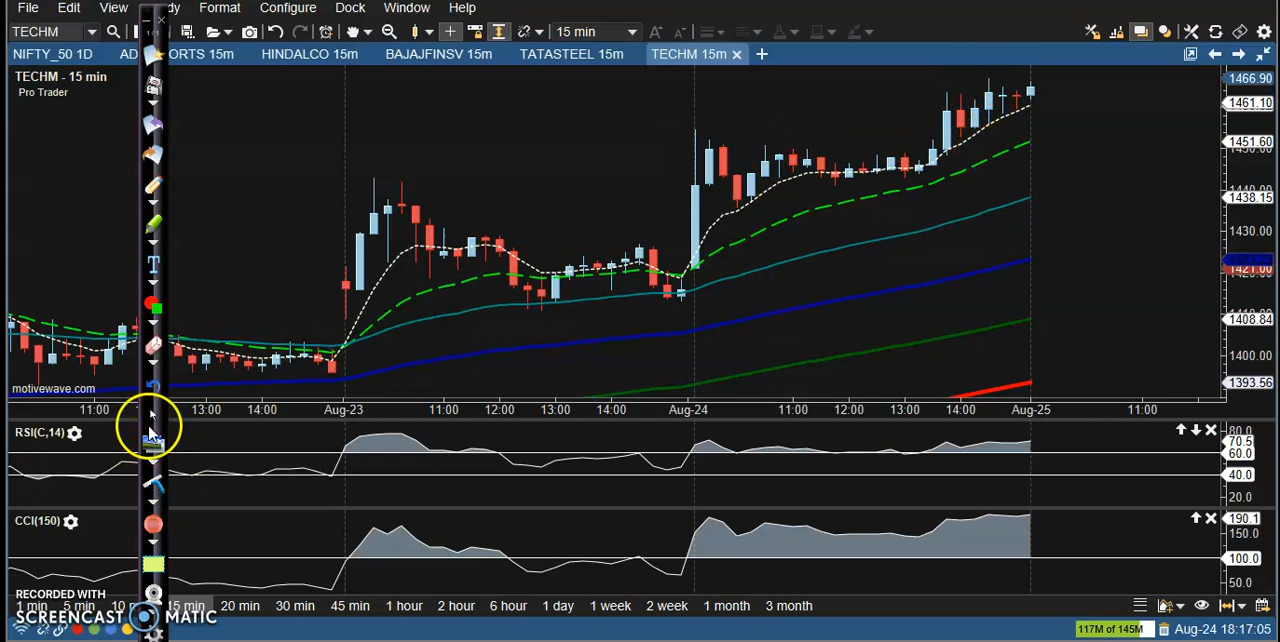 File Edit View dy Format Configure Dock Window Help
TECHM 15 min
NIFTY_50 1D AD ORTS 15m HINDALCO 15m BAJAJFINSV 15m TATASTEEL 15m TECHM 15m
TECHM - 15 min
Pro Trader
1466.90
1461.10
1451.60
1440.00
1438.15
1430.00
1421.00
1408.84
1400.00
1393.56
motivewave.com
11:00 13:00 14:00 Aug-23 11:00 12:00 13:00 14:00 Aug-24 11:00 12:00 13:00 14:00 Aug-25 11:00
RSI(C,14)
80.0
70.5
60.0
40.0
20.0
CCI(150)
190.1
150.0
100.0
50.0
RECORDED WITH
SCREENCAST MATIC
1 min 5 min 10 m 15 min 20 min 30 min 45 min 1 hour 2 hour 6 hour 1 day 1 week 2 week 1 month 3 month
117M of 145M Aug-24 18:17:05